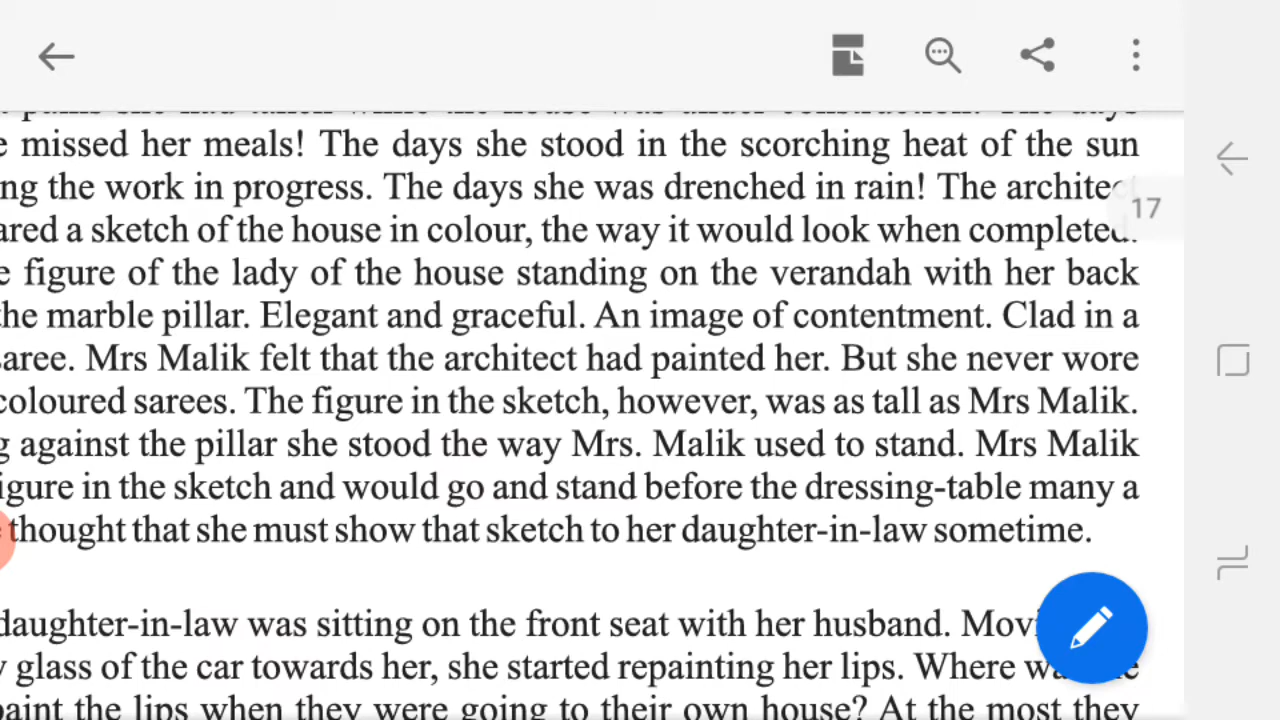 missed her meals! The days she stood in the scorching heat of the sun
the work in progress. The days she was drenched in rain! The architect
17
a sketch of the house in colour, the way it would look when completed.
figure of the lady of the house standing on the verandah with her back
the marble pillar. Elegant and graceful. An image of contentment. Clad in a
saree. Mrs Malik felt that the architect had painted her. But she never wore
coloured sarees. The figure in the sketch, however, was as tall as Mrs Malik.
against the pillar she stood the way Mrs. Malik used to stand. Mrs Malik
igure in the sketch and would go and stand before the dressing-table many a
thought that she must show that sketch to her daughter-in-law sometime.
daughter-in-law was sitting on the front seat with her husband. Movi
glass of the car towards her, she started repainting her lips. Where
paint the lips when they were going to their own house? At the most they